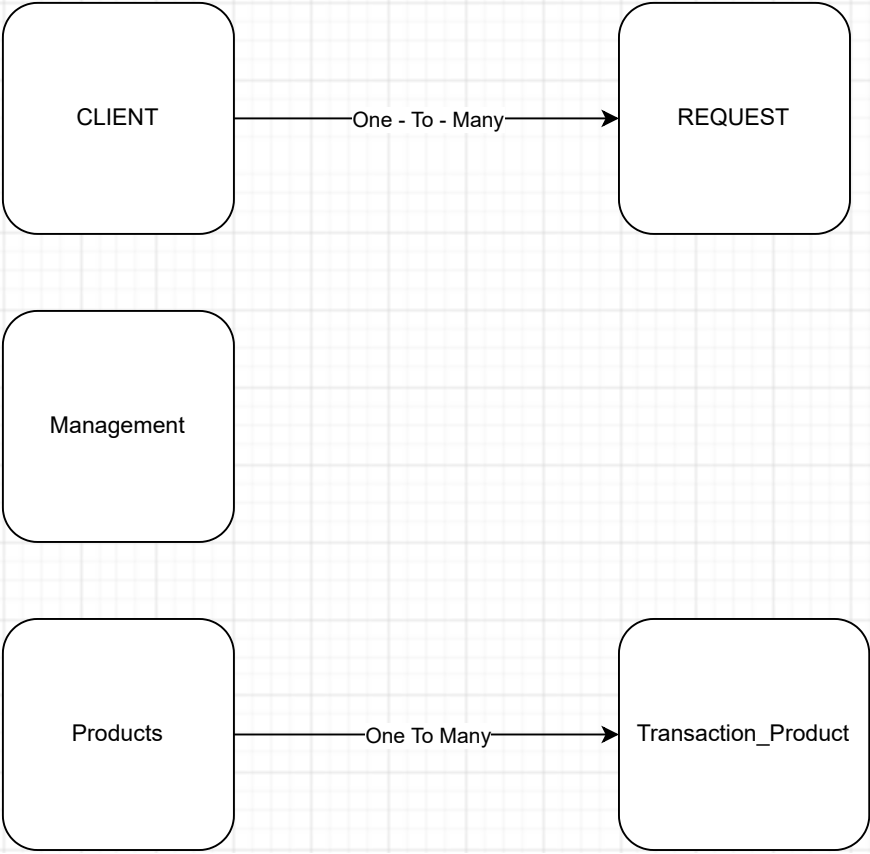 CLIENT
One - To - Many
REQUEST
Management
Products
One To Many
Transaction_Product